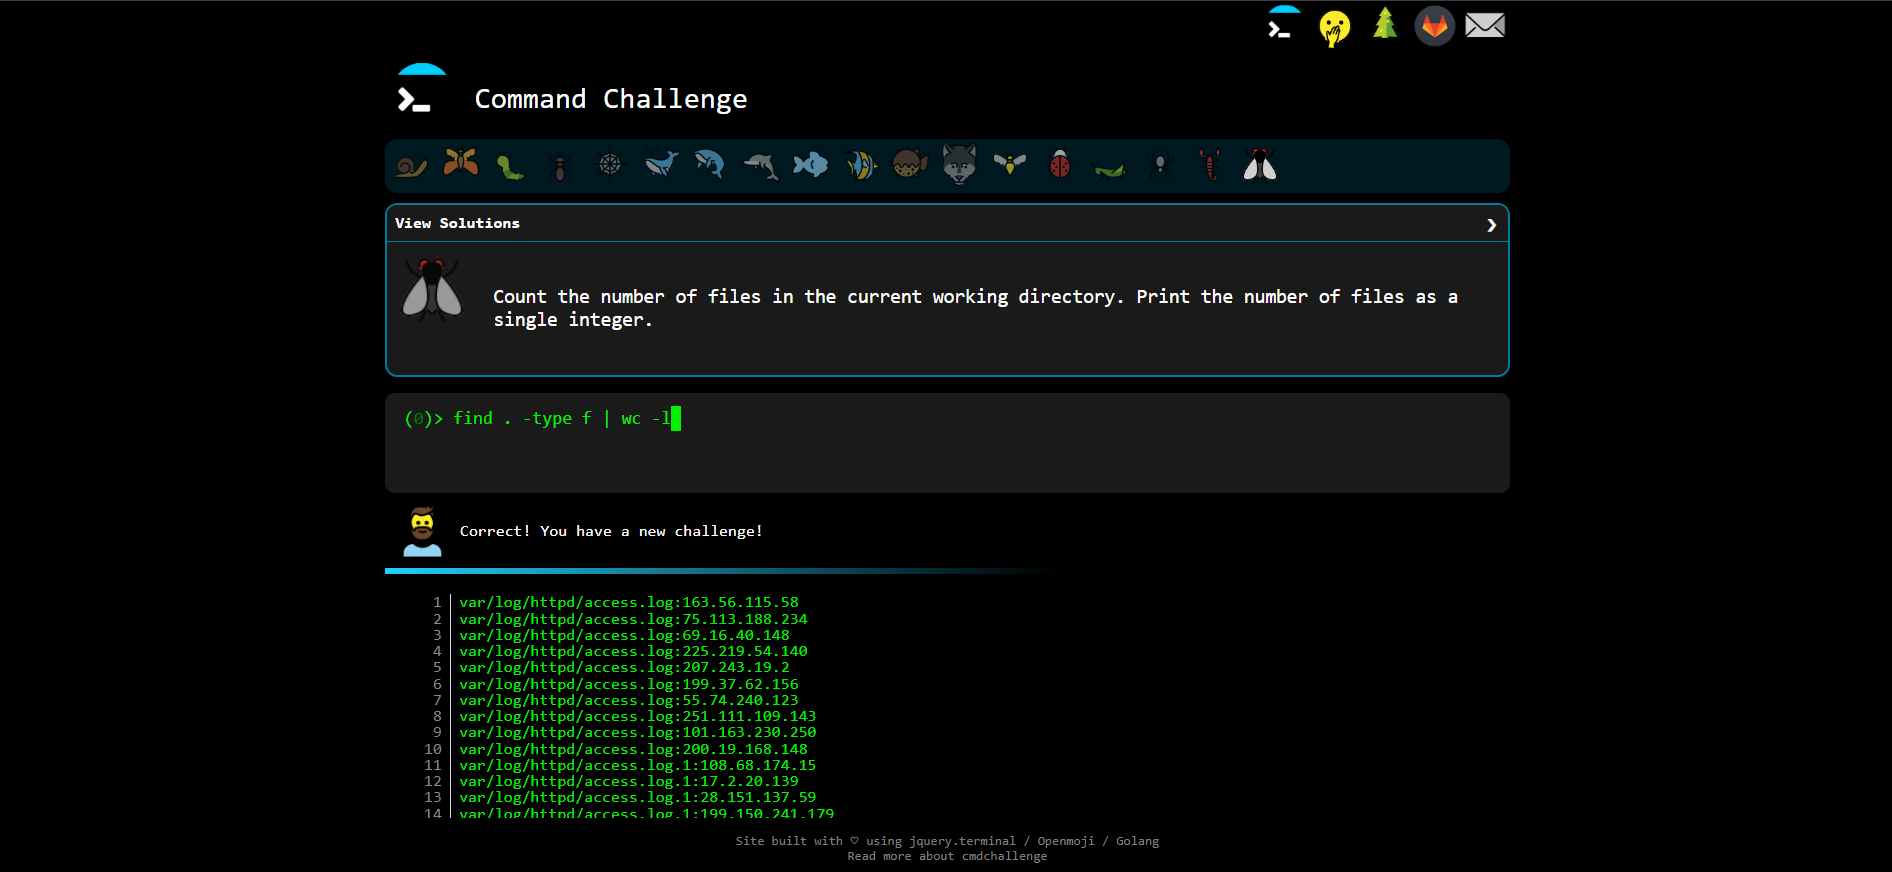 Command Challenge
View Solutions
Count the number of files in the current working directory. Print the number of files as a
single integer.
(0)> find . -type f | wc -l
Correct! You have a new challenge!
1 var/log/httpd/access.log:163.56.115.58
2 var/log/httpd/access.log:75.113.188.234
3 var/log/httpd/access.log:69.16.40.148
4 var/log/httpd/access.log:225.219.54.140
5 var/log/httpd/access.log:207.243.19.2
6 var/log/httpd/access.log:199.37.62.156
7 var/log/httpd/access.log:55.74.240.123
8 var/log/httpd/access.log:251.111.109.143
9 var/log/httpd/access.log:101.163.230.250
10 var/log/httpd/access.log:200.19.168.148
11 var/log/httpd/access.log.1:108.68.174.15
12 var/log/httpd/access.log.1:17.2.20.139
13 var/log/httpd/access.log.1:28.151.137.59
14 var/log/httpd/access.log.1:199.150.241.179
Site built with ♡ using jquery.terminal / Openmoji / Golang
Read more about cmdchallenge